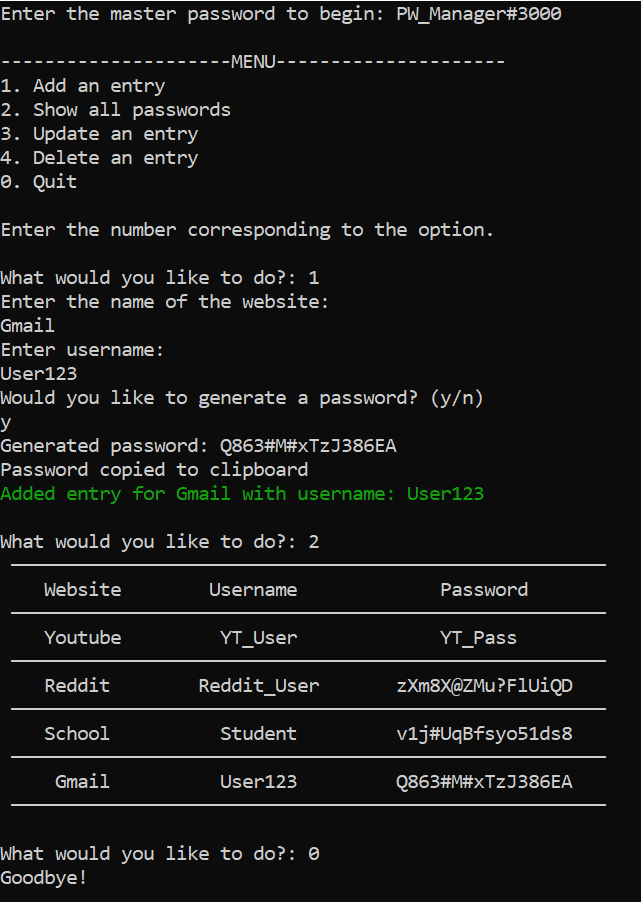 Enter the master password to begin: PW_Manager#3000
---------------------MENU---------------------
1. Add an entry
2. Show all passwords
3. Update an entry
4. Delete an entry
0. Quit
Enter the number corresponding to the option.
What would you like to do?: 1
Enter the name of the website:
Gmail
Enter username:
User123
Would you like to generate a password? (y/n)
y
Generated password: Q863#M#xTzJ386EA
Password copied to clipboard
Added entry for Gmail with username: User123
What would you like to do?: 2
Website Username Password
Youtube YT_User YT_Pass
Reddit Reddit_User zXm8X@ZMu?FlUiQD
School Student v1j#UqBfsyo51ds8
Gmail User123 Q863#M#xTzJ386EA
What would you like to do?: 0
Goodbye!